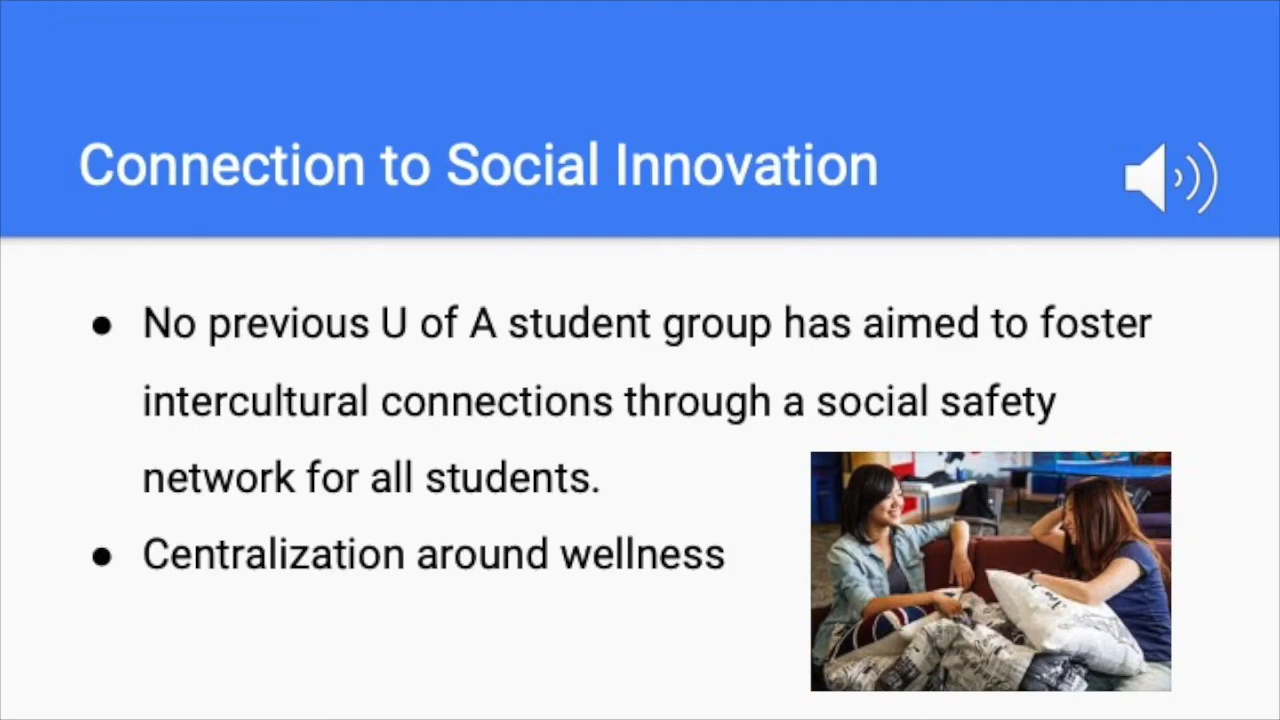 Connection to Social Innovation
● No previous U of A student group has aimed to foster
intercultural connections through a social safety
network for all students.
● Centralization around wellness